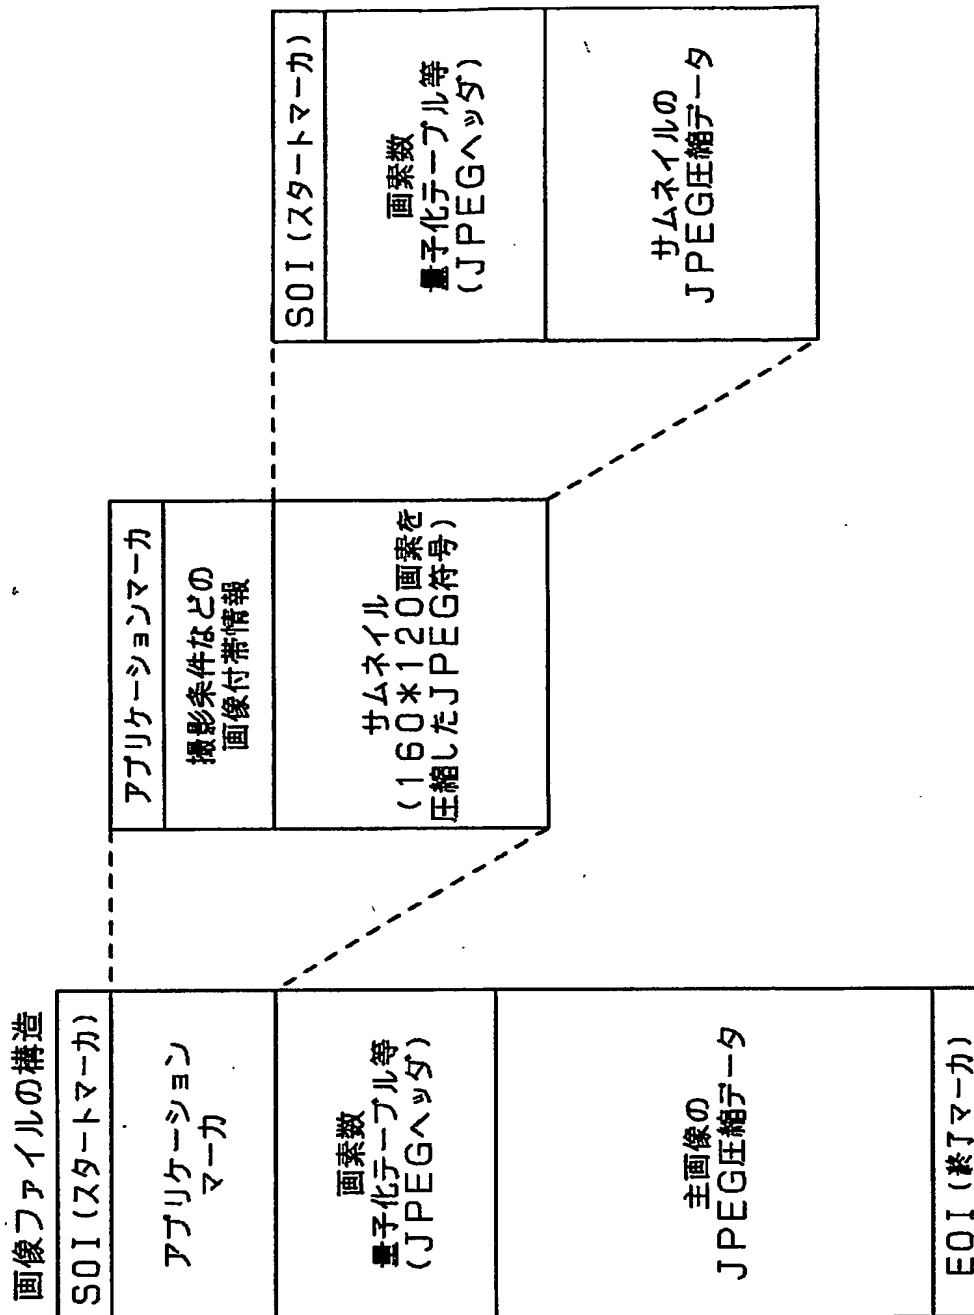 画像ファイルの構造
SOI(スタートマーカ)
アプリケーション
マーカ
画素数
量子化テーブル等
(JPEGヘッダ)
主画像の
JPEG圧縮データ
EOI(終了マーカ)
アプリケーションマーカ
撮影条件などの
画像付帯情報
サムネイル
(160*120画素を
圧縮したJPEG符号)
SOI(スタートマーカ)
画素数
量子化テーブル等
(JPEGヘッダ)
サムネイルの
JPEG圧縮データ